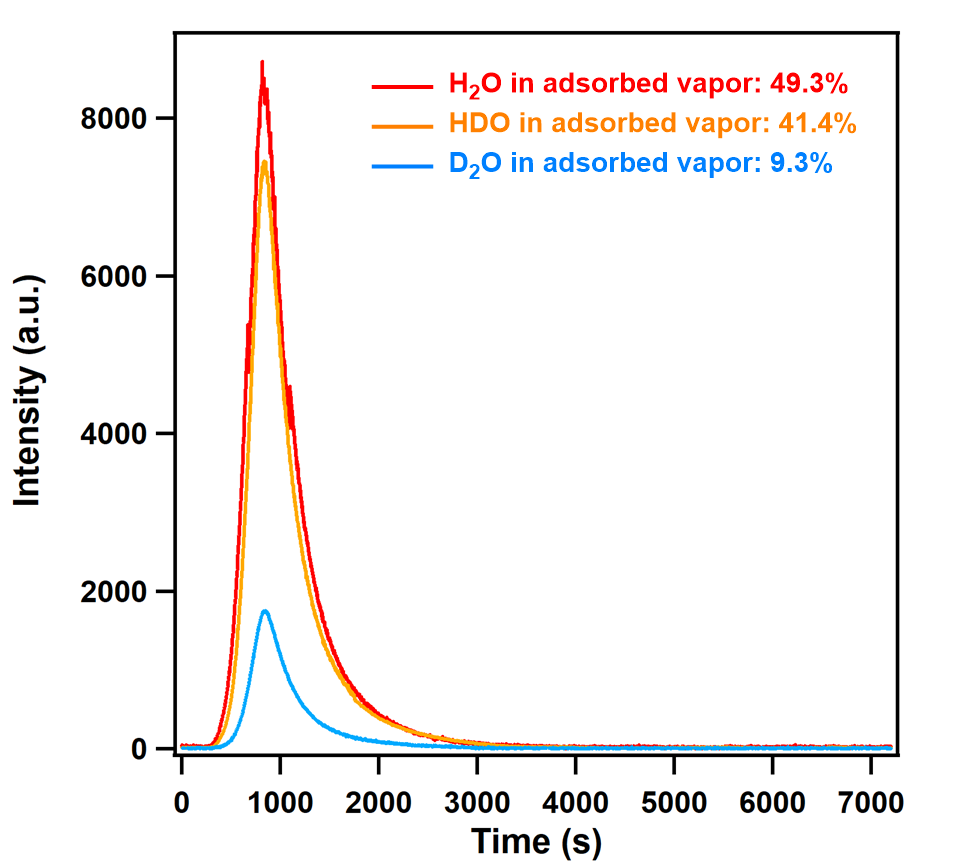 H₂O in adsorbed vapor: 49.3%
HDO in adsorbed vapor: 41.4%
D₂O in adsorbed vapor: 9.3%
8000
6000
4000
2000
0
Intensity (a.u.)
0 1000 2000 3000 4000 5000 6000 7000
Time (s)